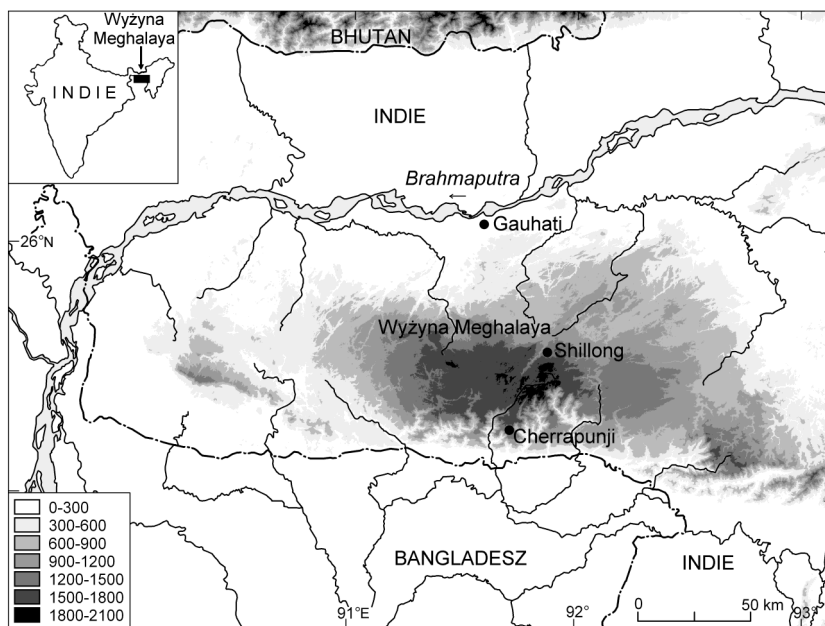 Wyżyna
Meghalaya
INDIE
BHUTAN
INDIE
Brahmaputra
←
Gauhati
26°N
Wyżyna Meghalaya
Shillong
Cherrapunji
0-300
300-600
600-900
900-1200
1200-1500
1500-1800
1800-2100
BANGLADESZ
INDIE
91°E
92°
0 50 km
93°